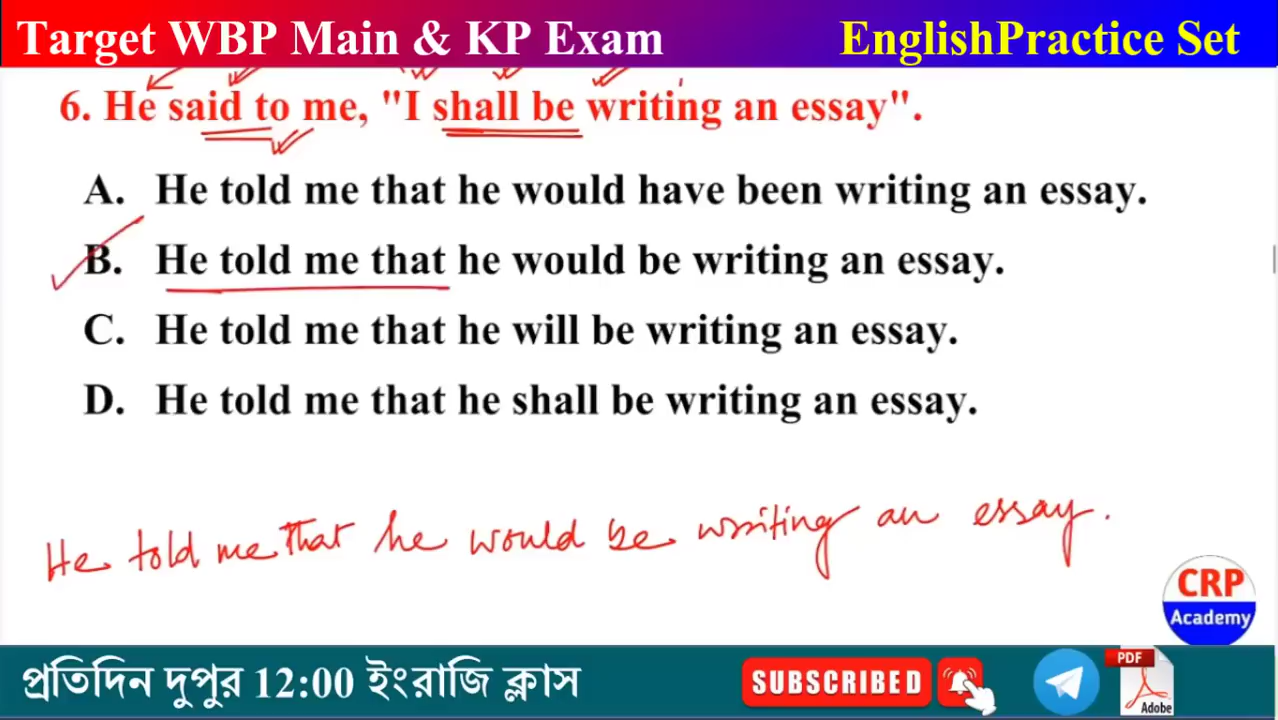 Target WBP Main & KP Exam EnglishPractice Set
6. He said to me, "I shall be writing an essay".
A. He told me that he would have been writing an essay.
B. He told me that he would be writing an essay.
C. He told me that he will be writing an essay.
D. He told me that he shall be writing an essay.
He told me that he would be writing an essay.
CRP
Academy
প্রতিদিন দুপুর 12:00 ইংরাজি ক্লাস SUBSCRIBED PDF
Adobe